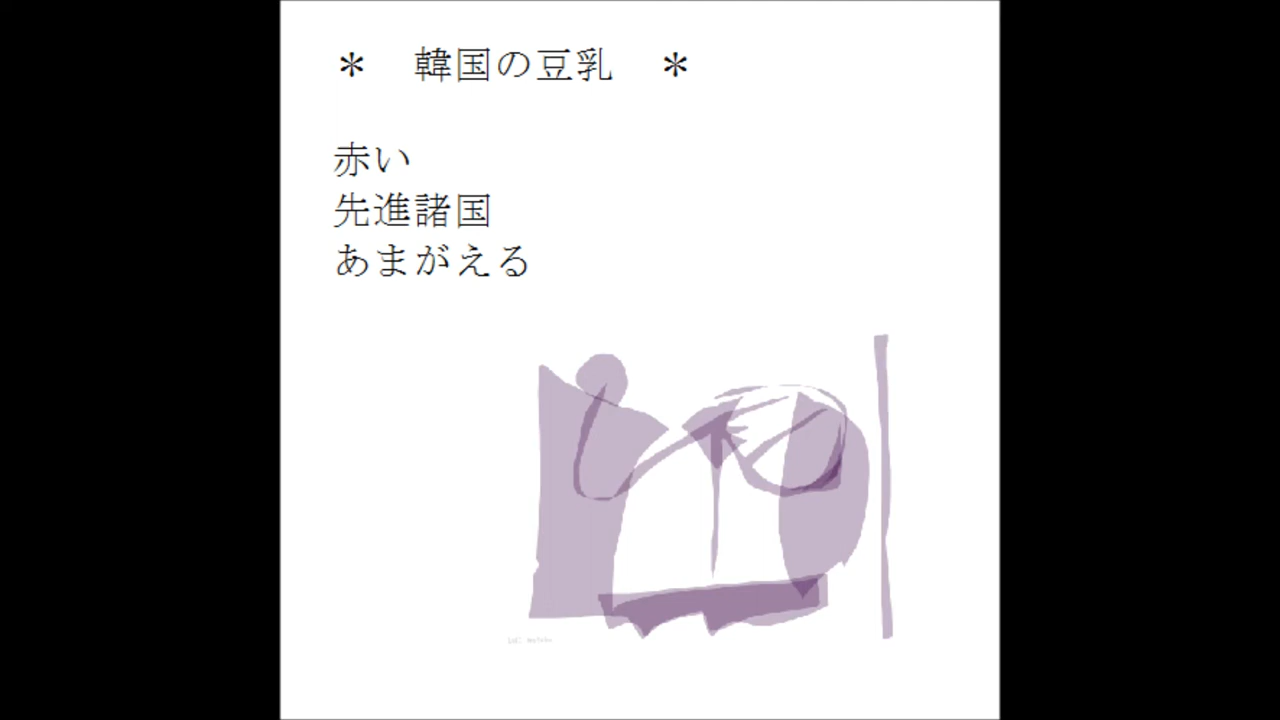 ＊　韓国の豆乳　＊
赤い
先進諸国
あまがえる